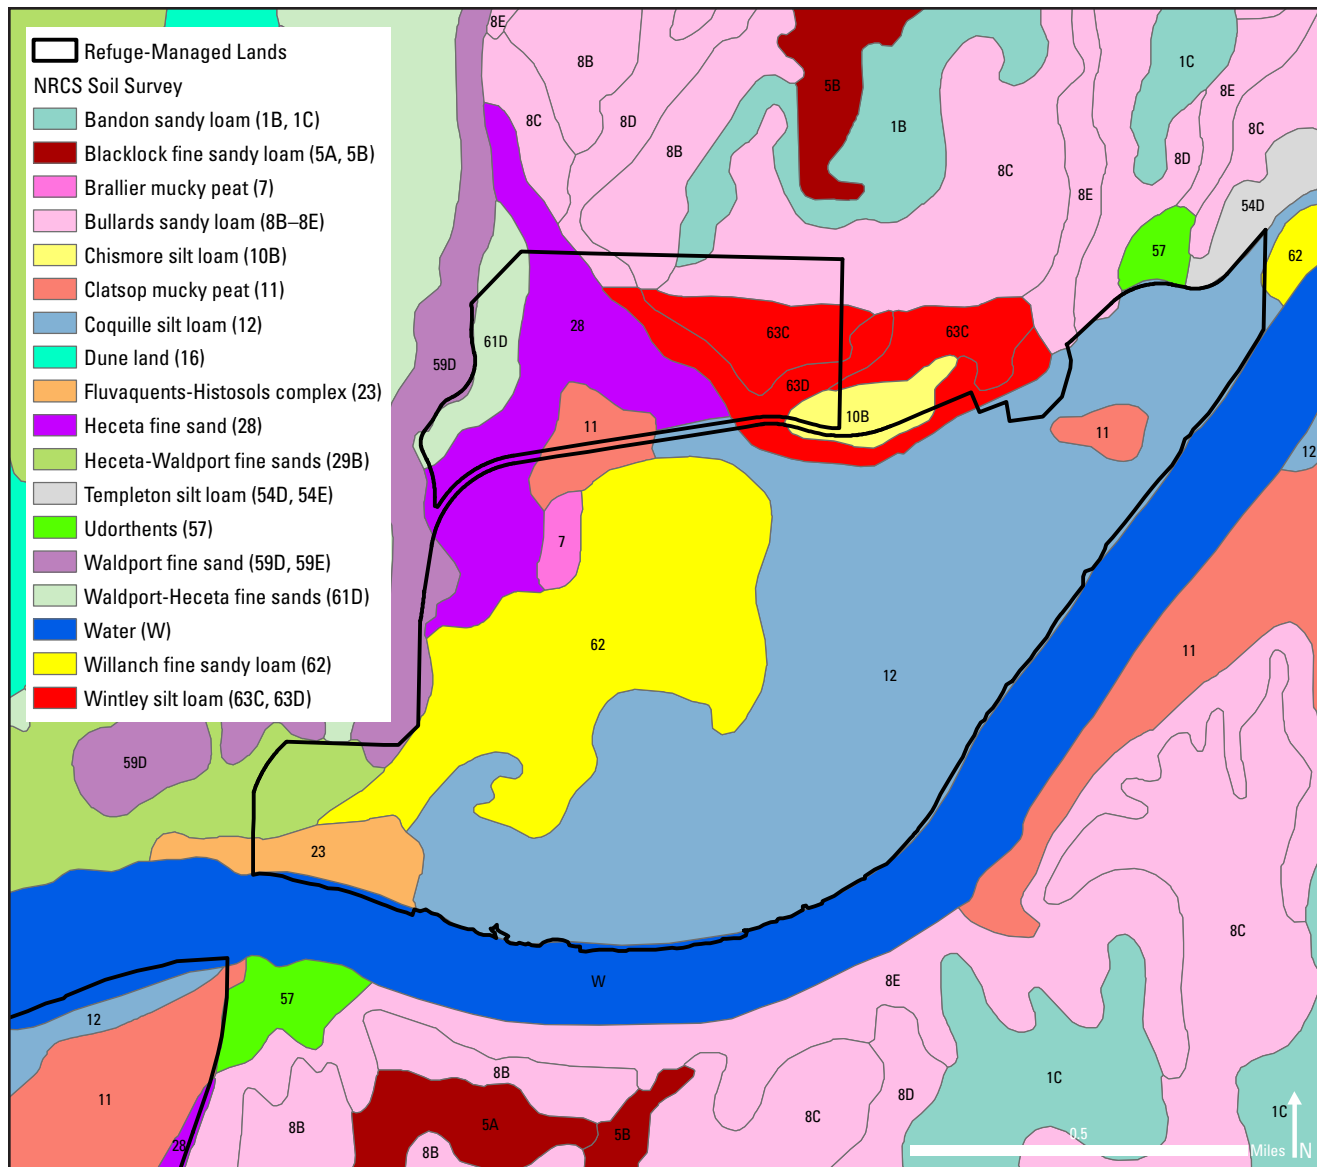 Refuge-Managed Lands
NRCS Soil Survey
Bandon sandy loam (1B, 1C)
Blacklock fine sandy loam (5A, 5B)
Brallier mucky peat (7)
Bullards sandy loam (8B–8E)
Chismore silt loam (10B)
Clatsop mucky peat (11)
Coquille silt loam (12)
Dune land (16)
Fluvaquents-Histosols complex (23)
Heceta fine sand (28)
Heceta-Waldport fine sands (29B)
Templeton silt loam (54D, 54E)
Udorthents (57)
Waldport fine sand (59D, 59E)
Waldport-Heceta fine sands (61D)
Water (W)
Willanch fine sandy loam (62)
Wintley silt loam (63C, 63D)
8E
8B
5B
1C
8E
8C
8D
1B
8C
8B
8D
8C
8E
54D
57
62
28
63C
63C
61D
59D
63D
10B
11
11
12
7
62
11
12
59D
23
8C
W
8E
57
12
8B
1C
11
8D
1C
8C
5A
8B
5B
28
8B
0.5
Miles
N